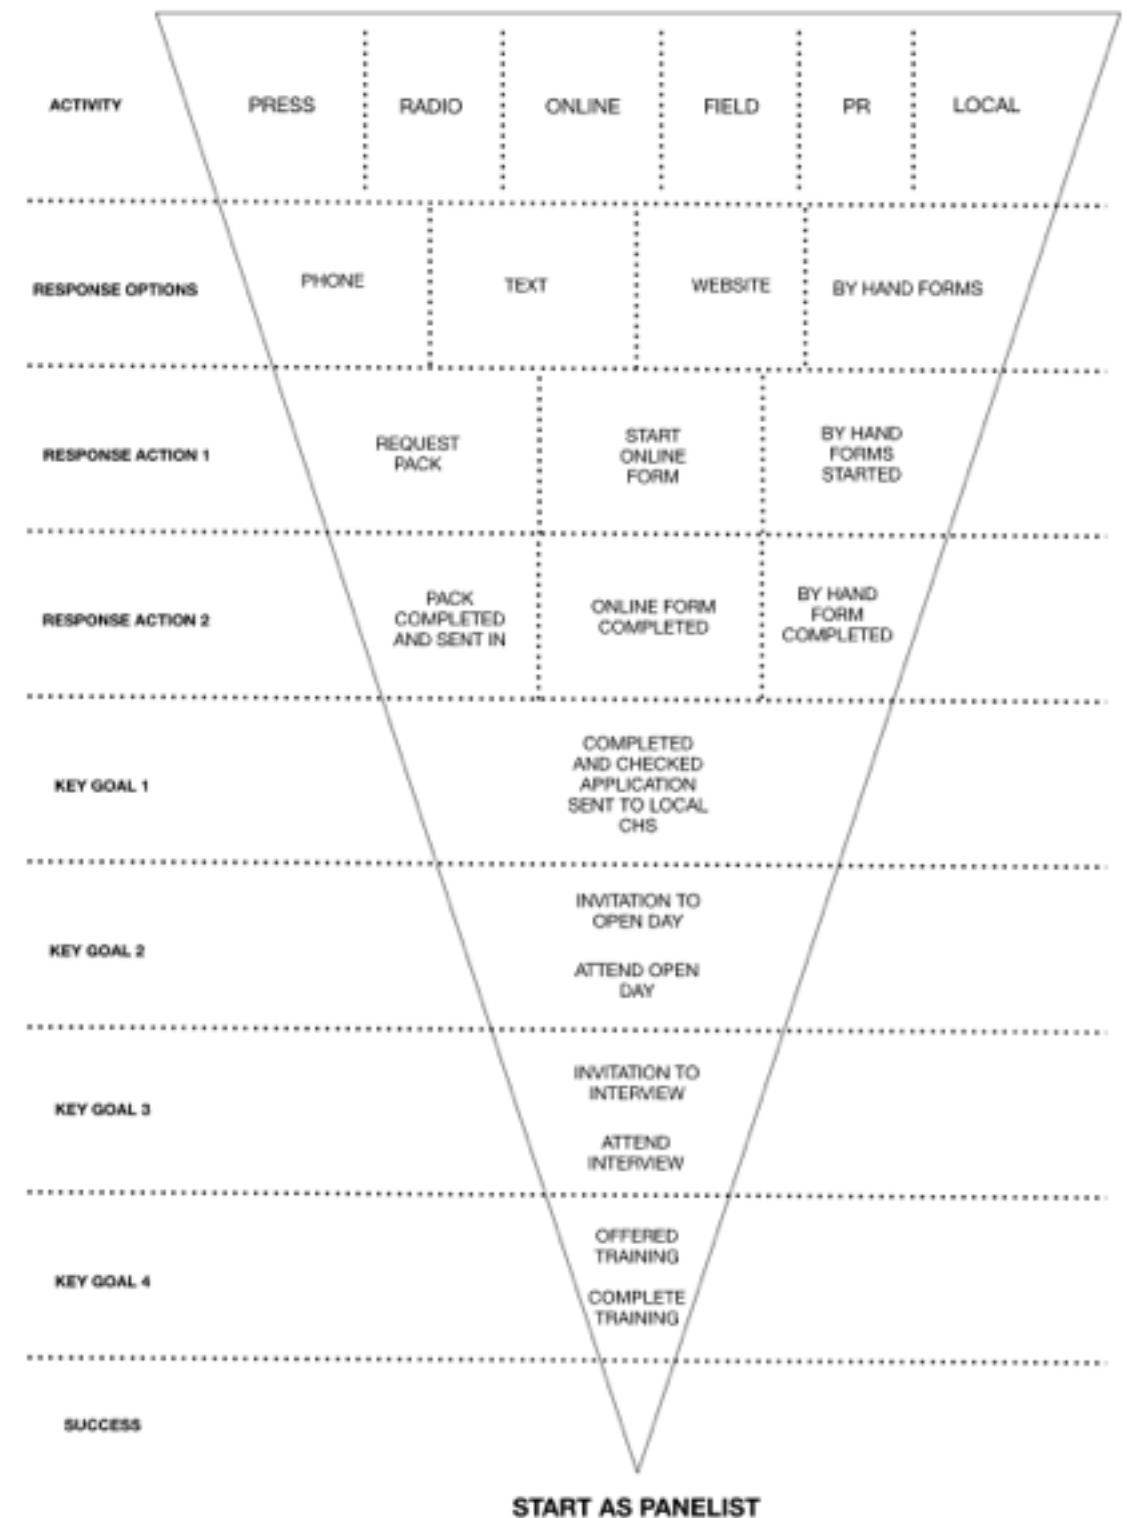 ACTIVITY PRESS RADIO ONLINE FIELD PR LOCAL
RESPONSE OPTIONS PHONE TEXT WEBSITE BY HAND FORMS
RESPONSE ACTION 1
REQUEST
PACK
START
ONLINE
FORM
BY HAND
FORMS
STARTED
RESPONSE ACTION 2
PACK
COMPLETED
AND SENT IN
ONLINE FORM
COMPLETED
BY HAND
FORM
COMPLETED
KEY GOAL 1
COMPLETED
AND CHECKED
APPLICATION
SENT TO LOCAL
CHS
KEY GOAL 2
INVITATION TO
OPEN DAY
ATTEND OPEN
DAY
KEY GOAL 3
INVITATION TO
INTERVIEW
ATTEND
INTERVIEW
KEY GOAL 4
OFFERED
TRAINING
COMPLETE
TRAINING
SUCCESS
START AS PANELIST